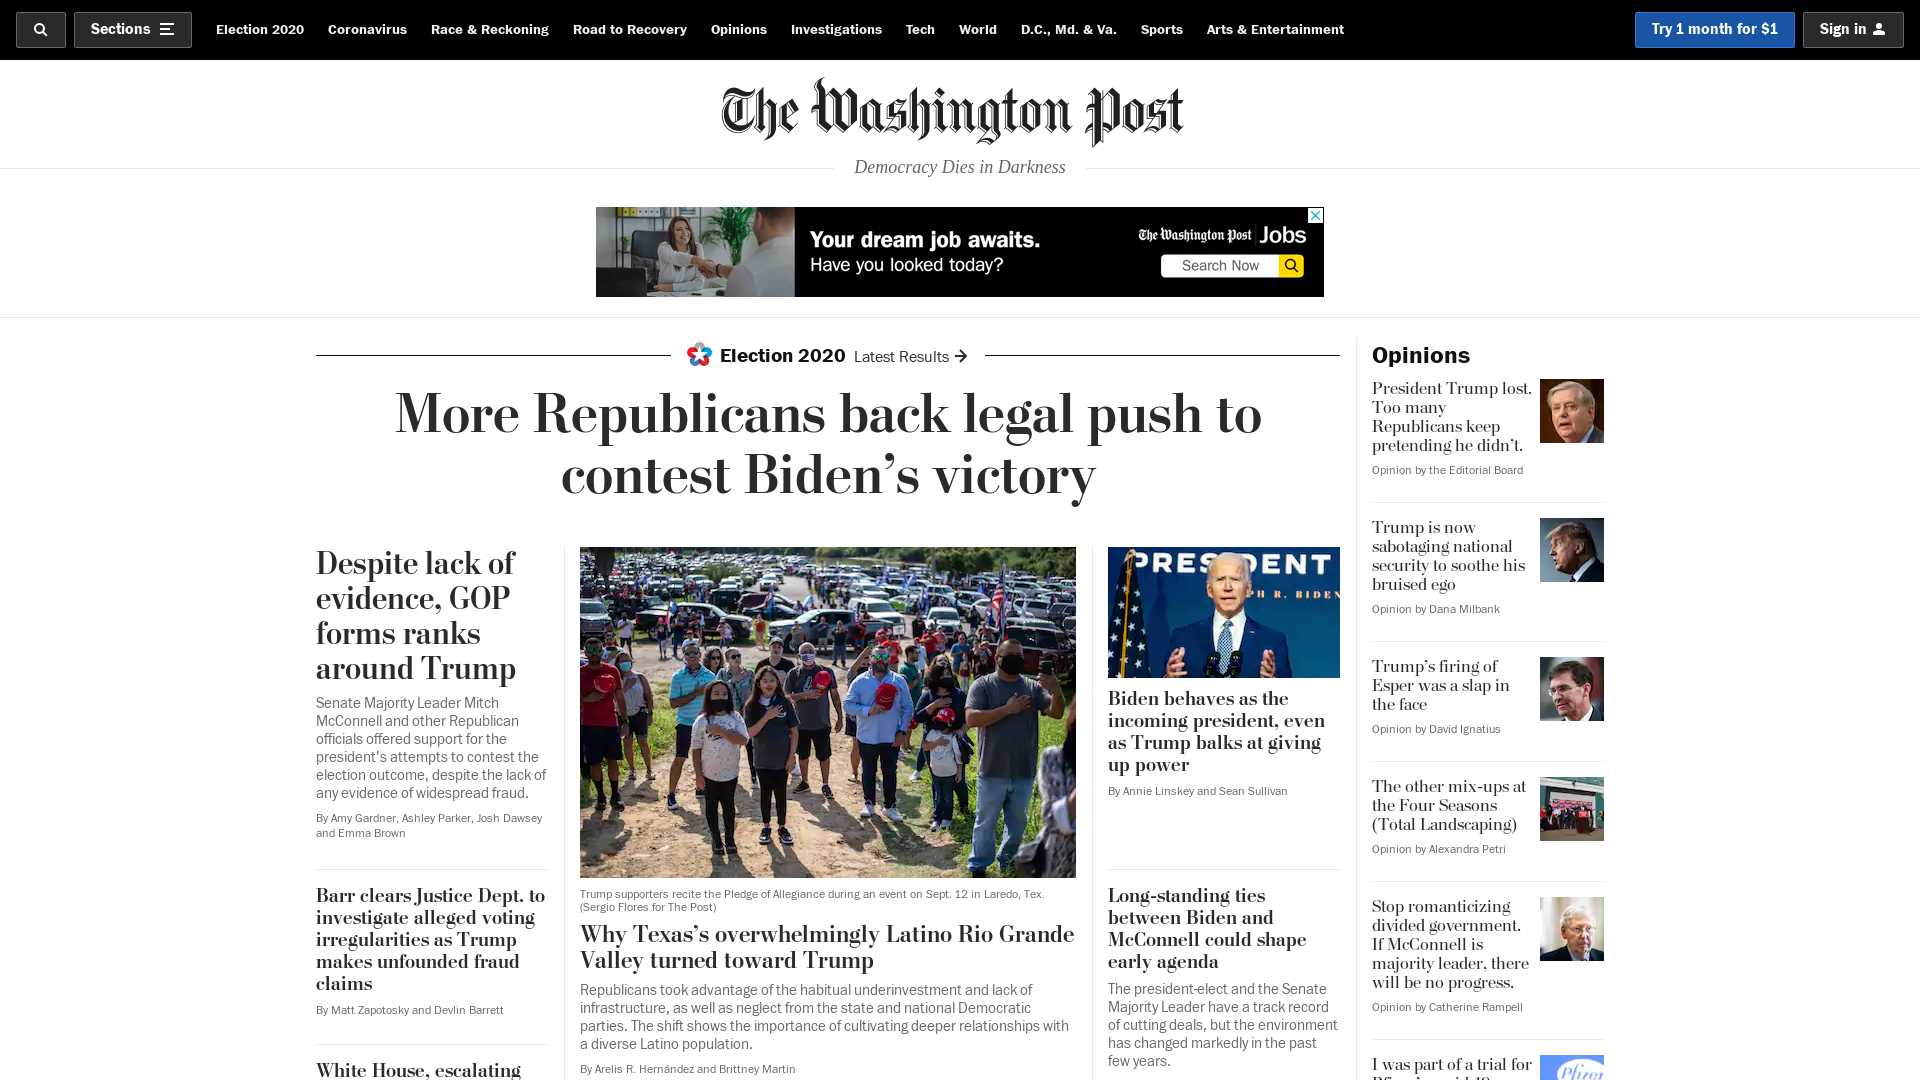 Sections
Election 2020
Coronavirus
Race & Reckoning
Road to Recovery
Opinions
Investigations
Tech
World
D.C., Md. & Va.
Sports
Arts & Entertainment
Try 1 month for $1
Sign in
The Washington Post
Democracy Dies in Darkness
Your dream job awaits.
Have you looked today?
The Washington Post Jobs
Search Now
Election 2020 Latest Results
More Republicans back legal push to
contest Biden’s victory
Despite lack of
evidence, GOP
forms ranks
around Trump
Senate Majority Leader Mitch
McConnell and other Republican
officials offered support for the
president’s attempts to contest the
election outcome, despite the lack of
any evidence of widespread fraud.
By Amy Gardner, Ashley Parker, Josh Dawsey
and Emma Brown
Barr clears Justice Dept. to
investigate alleged voting
irregularities as Trump
makes unfounded fraud
claims
By Matt Zapotosky and Devlin Barrett
White House, escalating
Trump supporters recite the Pledge of Allegiance during an event on Sept. 12 in Laredo, Tex.
(Sergio Flores for The Post)
Why Texas’s overwhelmingly Latino Rio Grande
Valley turned toward Trump
Republicans took advantage of the habitual underinvestment and lack of
infrastructure, as well as neglect from the state and national Democratic
parties. The shift shows the importance of cultivating deeper relationships with
a diverse Latino population.
By Arelis R. Hernández and Brittney Martin
PRESIDENT
PH R. BIDEN
Biden behaves as the
incoming president, even
as Trump balks at giving
up power
By Annie Linskey and Sean Sullivan
Long-standing ties
between Biden and
McConnell could shape
early agenda
The president-elect and the Senate
Majority Leader have a track record
of cutting deals, but the environment
has changed markedly in the past
few years.
Opinions
President Trump lost.
Too many
Republicans keep
pretending he didn’t.
Opinion by the Editorial Board
Trump is now
sabotaging national
security to soothe his
bruised ego
Opinion by Dana Milbank
Trump’s firing of
Esper was a slap in
the face
Opinion by David Ignatius
The other mix-ups at
the Four Seasons
(Total Landscaping)
Opinion by Alexandra Petri
Stop romanticizing
divided government.
If McConnell is
majority leader, there
will be no progress.
Opinion by Catherine Rampell
I was part of a trial for
Pfizer